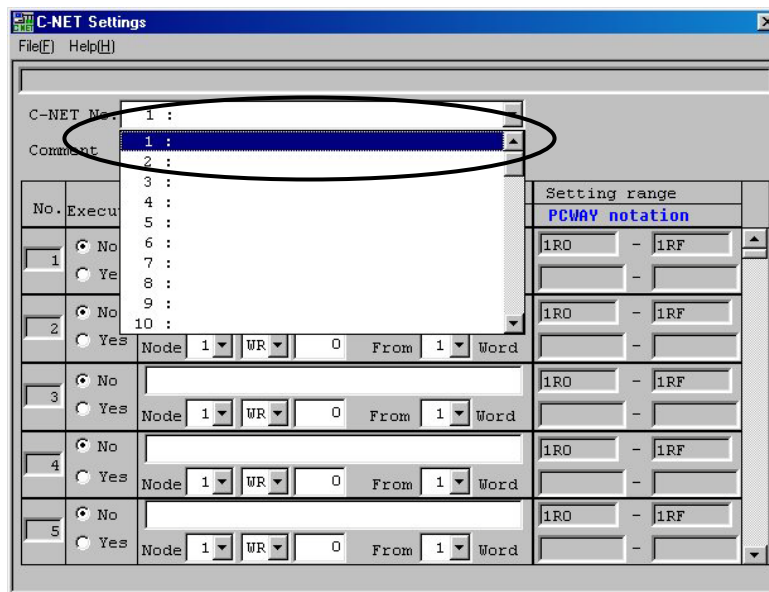 C-NET Settings
File(F) Help(H)
C-NET No. 1 :
Comment
1 :
2 :
3 :
4 :
5 :
6 :
7 :
8 :
9 :
10 :
No. Setting range
PCWAY notation
1 No 1R0 - 1RF
-
2 No 1R0 - 1RF
Yes Node 1 WR 0 From 1 Word -
3 No 1R0 - 1RF
Yes Node 1 WR 0 From 1 Word -
4 No 1R0 - 1RF
Yes Node 1 WR 0 From 1 Word -
5 No 1R0 - 1RF
Yes Node 1 WR 0 From 1 Word -